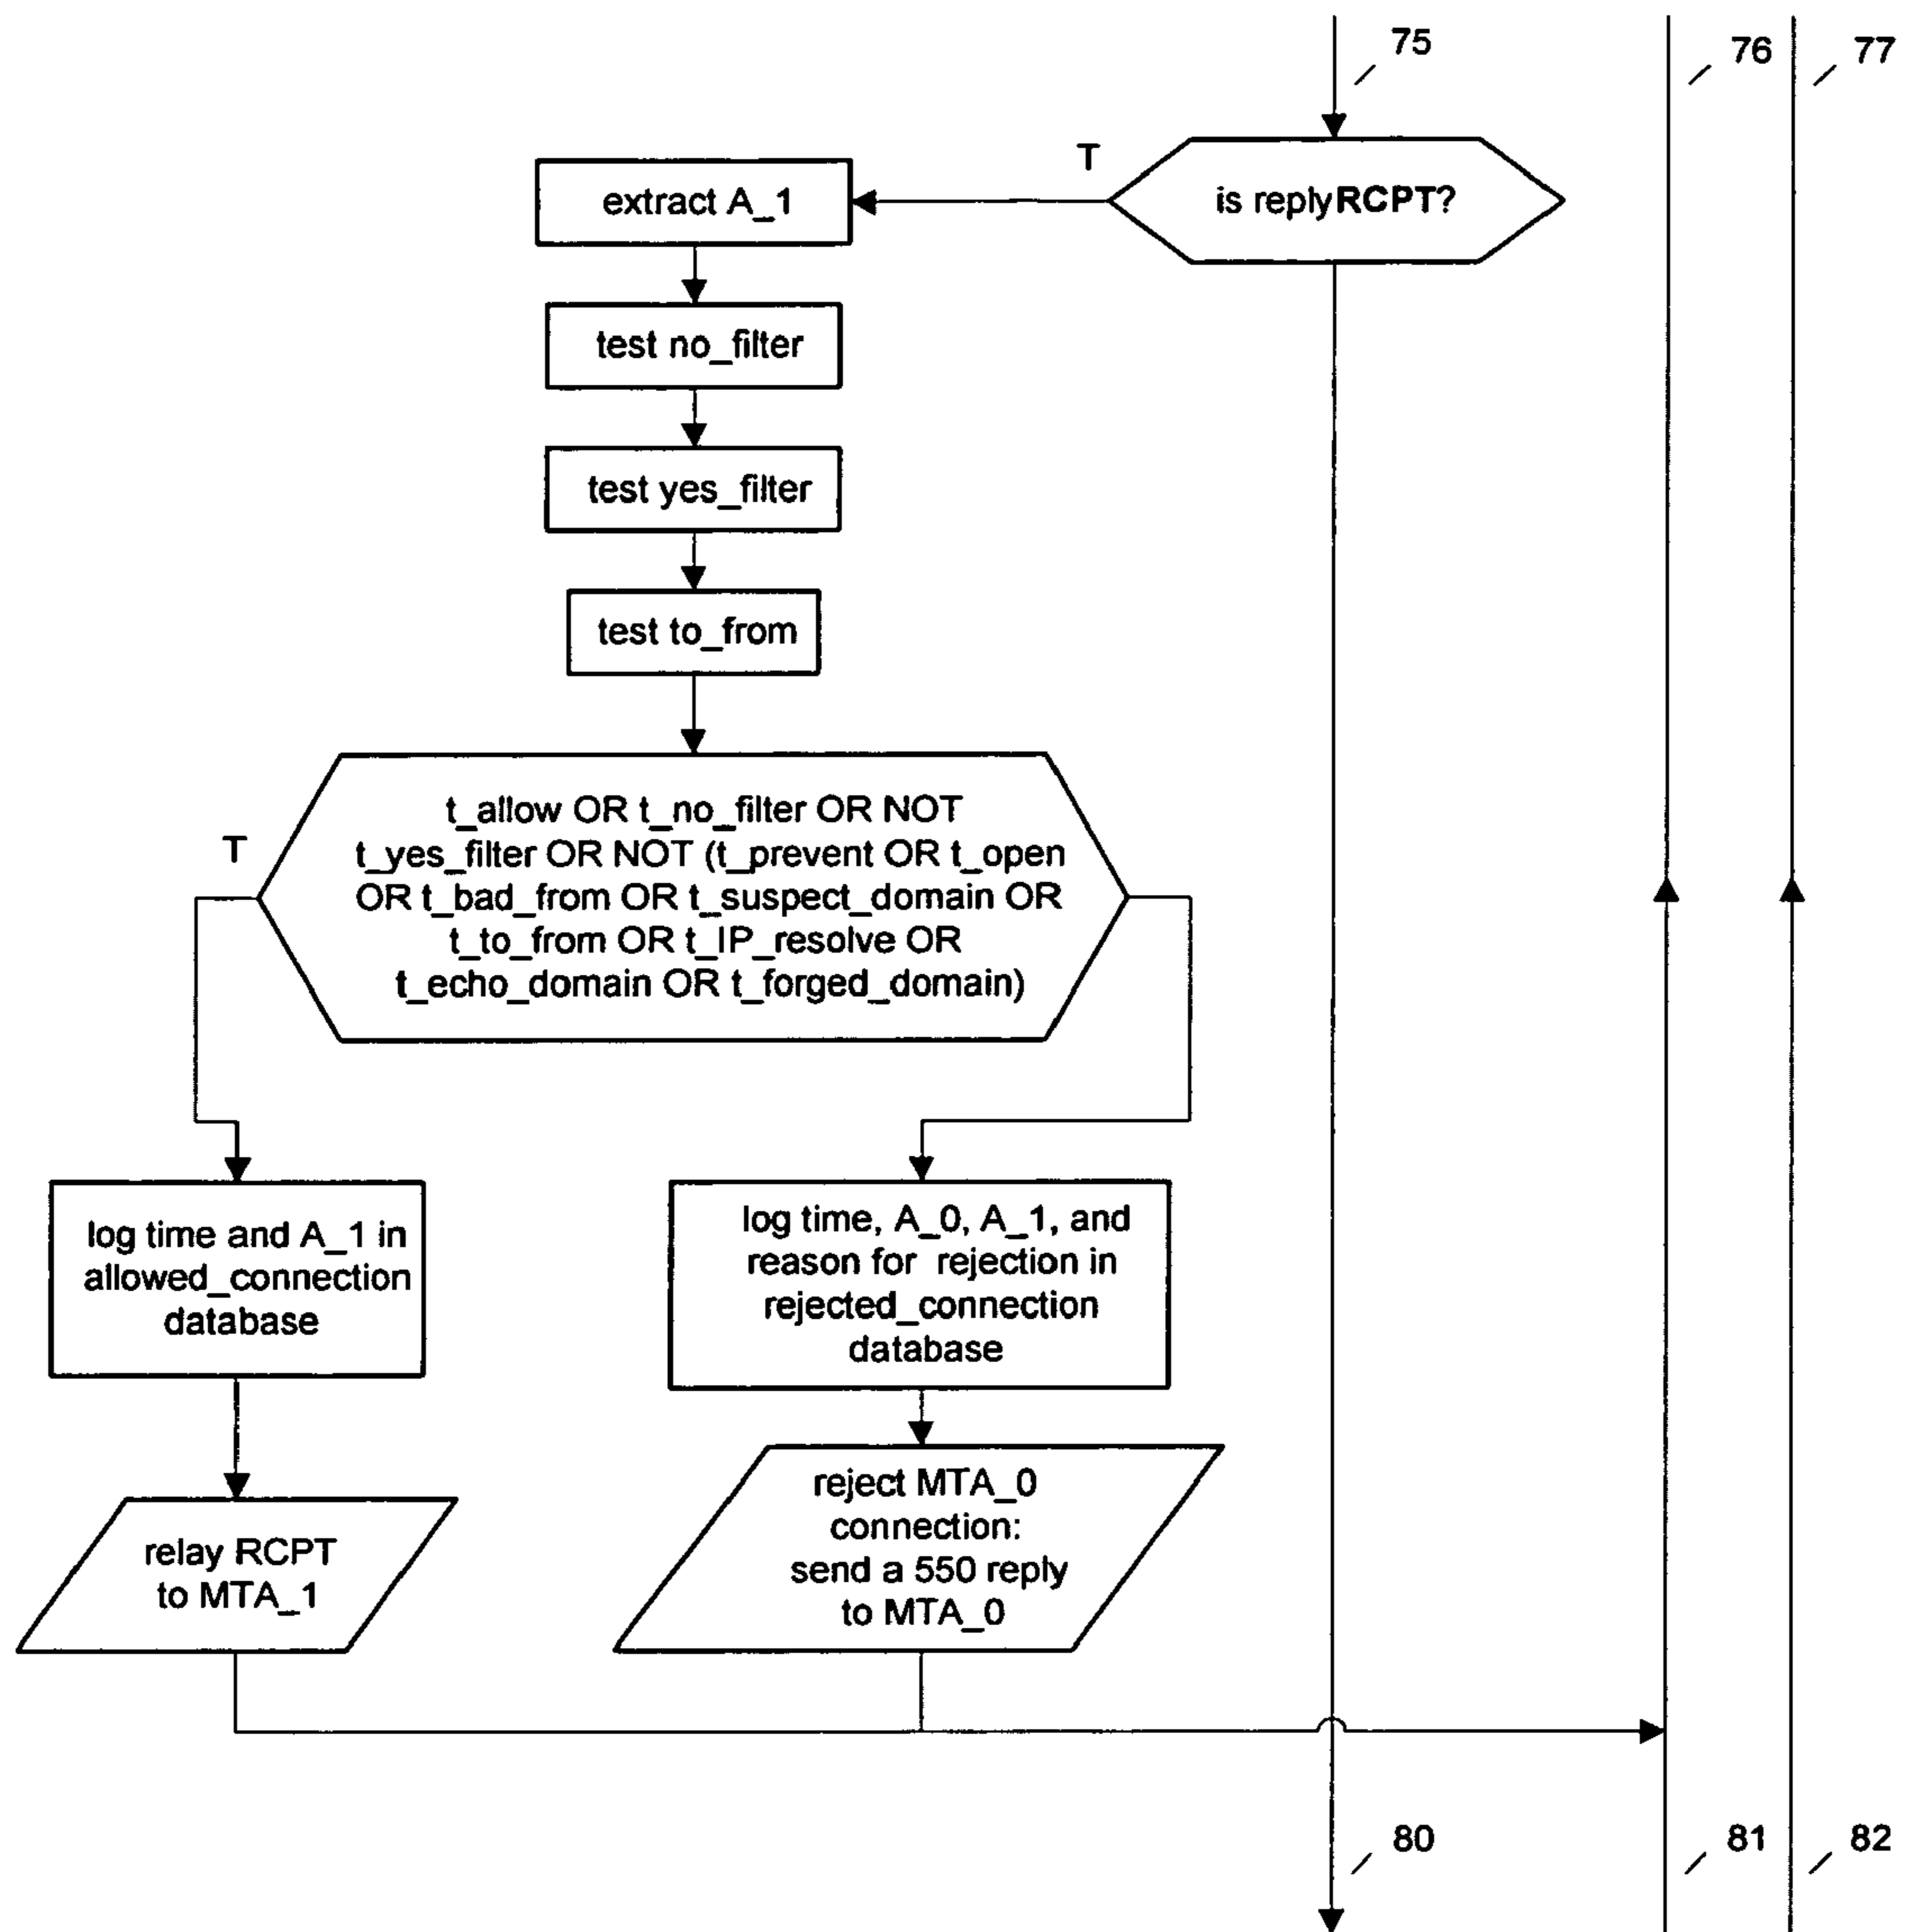 75
76
77
T
is reply RCPT?
extract A_1
test no_filter
test yes_filter
test to_from
T
t_allow OR t_no_filter OR NOT
t_yes_filter OR NOT (t_prevent OR t_open
OR t_bad_from OR t_suspect_domain OR
t_to_from OR t_IP_resolve OR
t_echo_domain OR t_forged_domain)
log time and A_1 in
allowed_connection
database
log time, A_0, A_1, and
reason for rejection in
rejected_connection
database
relay RCPT
to MTA_1
reject MTA_0
connection:
send a 550 reply
to MTA_0
80
81
82